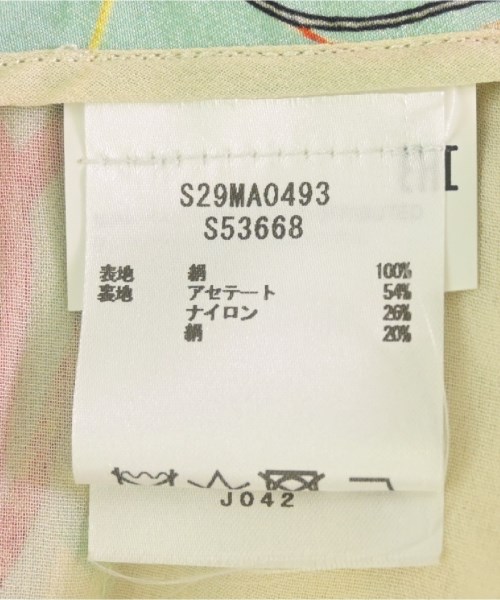 S29MA0493
S53668
表地 絹 100%
裏地 アセテート 54%
ナイロン 26%
絹 20%
J042